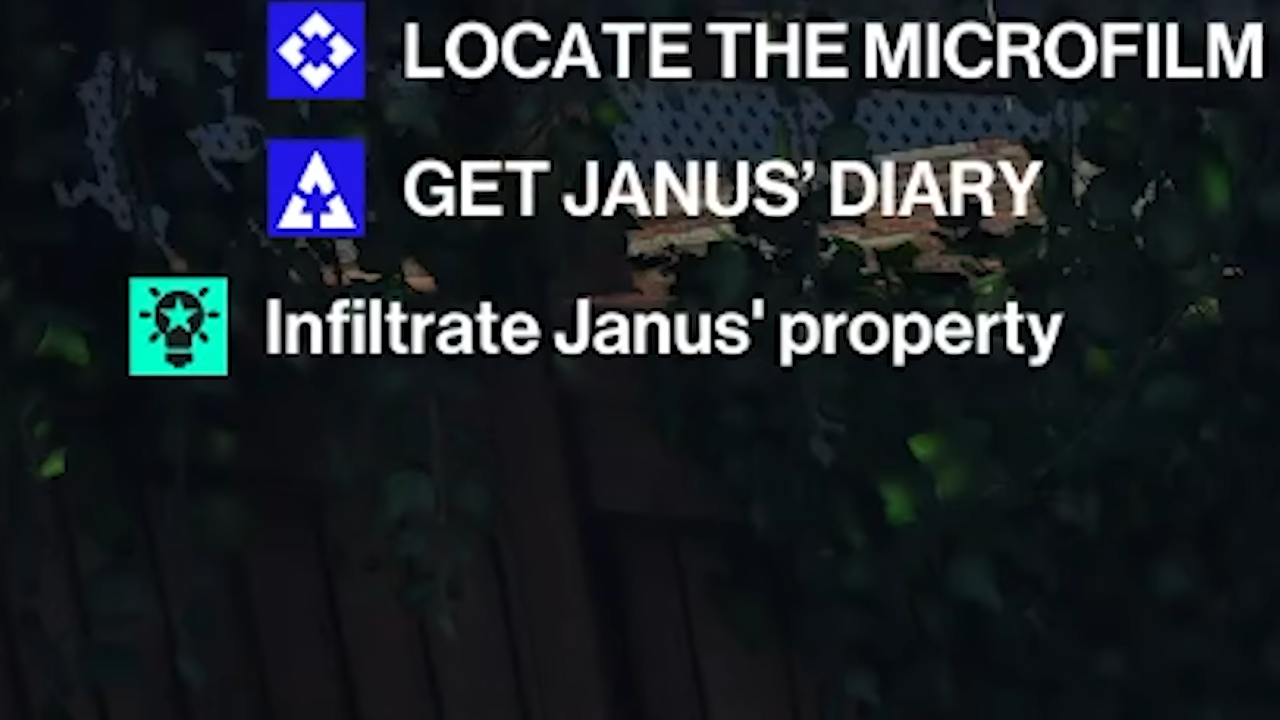 LOCATE THE MICROFILM
GET JANUS’ DIARY
Infiltrate Janus' property